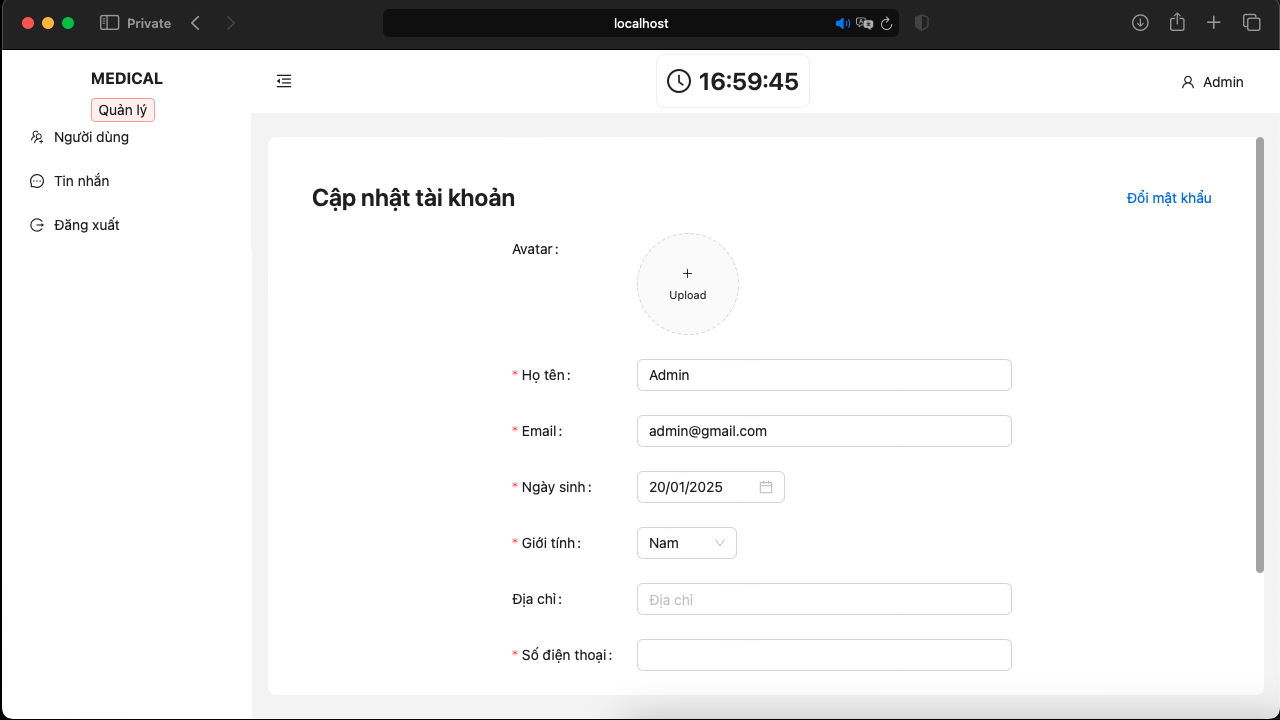 Private
localhost
MEDICAL
Quản lý
Người dùng
Tin nhắn
Đăng xuất
16:59:45
Admin
Cập nhật tài khoản
Đổi mật khẩu
Avatar :
+
Upload
* Họ tên :
Admin
* Email :
admin@gmail.com
* Ngày sinh :
20/01/2025
* Giới tính :
Nam
Địa chỉ :
Địa chỉ
* Số điện thoại :